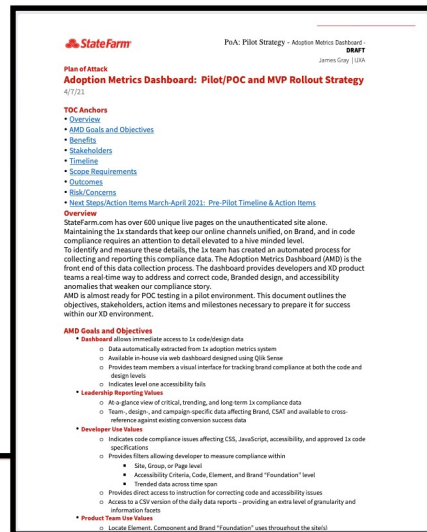 State Farm
PoA: Pilot Strategy - Adoption Metrics Dashboard -
DRAFT
James Gray | UXA
Plan of Attack
Adoption Metrics Dashboard: Pilot/POC and MVP Rollout Strategy
4/7/21
TOC Anchors
• Overview
• AMD Goals and Objectives
• Benefits
• Stakeholders
• Timeline
• Scope Requirements
• Outcomes
• Risk/Concerns
• Next Steps/Action Items March-April 2021: Pre-Pilot Timeline & Action Items
Overview
StateFarm.com has over 600 unique live pages on the unauthenticated site alone.
Maintaining the 1x standards that keep our online channels unified, on Brand, and in code
compliance requires an attention to detail elevated to a hive minded level.
To identify and measure these details, the 1x team has created an automated process for
collecting and reporting this compliance data. The Adoption Metrics Dashboard (AMD) is the
front end of this data collection process. The dashboard provides developers and XD product
teams a real-time way to address and correct code, Branded design, and accessibility
anomalies that weaken our compliance story.
AMD is almost ready for POC testing in a pilot environment. This document outlines the
objectives, stakeholders, action items and milestones necessary to prepare it for success
within our XD environment.
AMD Goals and Objectives
• Dashboard allows immediate access to 1x code/design data
o Data automatically extracted from 1x adoption metrics system
o Available in-house via web dashboard designed using Qlik Sense
o Provides team members a visual interface for tracking brand compliance at both the code and
design levels
o Indicates level one accessibility fails
• Leadership Reporting Values
o At-a-glance view of critical, trending, and long-term 1x compliance data
o Team-, design-, and campaign-specific data affecting Brand, CSAT and available to cross-
reference against existing conversion success data
• Developer Use Values
o Indicates code compliance issues affecting CSS, JavaScript, accessibility, and approved 1x code
specifications
o Provides filters allowing developer to measure compliance within
▪ Site, Group, or Page level
▪ Accessibility Criteria, Code, Element, and Brand "Foundation" level
▪ Trended data across time span
o Provides direct access to instruction for correcting code and accessibility issues
o Access to a CSV version of the daily data reports – providing an extra level of granularity and
information facets
• Product Team Use Values
o Locate Element, Component and Brand "Foundation" uses throughout the site(s)